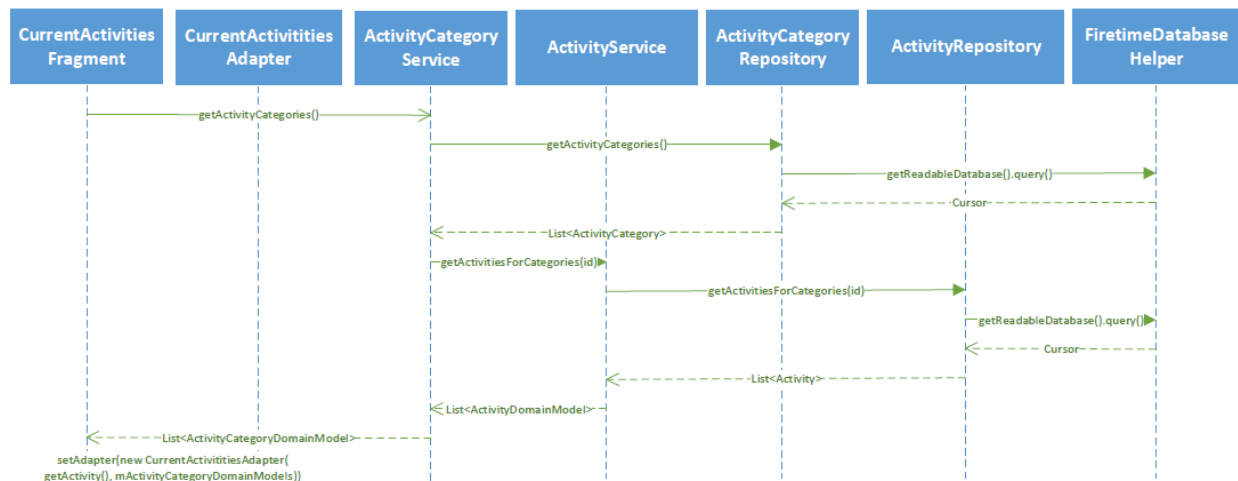 CurrentActivities
Fragment
CurrentActivitities
Adapter
ActivityCategory
Service
ActivityService
ActivityCategory
Repository
ActivityRepository
FiretimeDatabase
Helper
getActivityCategories()
getActivityCategories()
getReadableDatabase().query()
Cursor
List<ActivityCategory>
getActivitiesForCategories(id)
getActivitiesForCategories(id)
getReadableDatabase().query()
Cursor
List<Activity>
List<ActivityDomainModel>
List<ActivityCategoryDomainModel>
setAdapter(new CurrentActivititiesAdapter(
getActivity(), mActivityCategoryDomainModels))